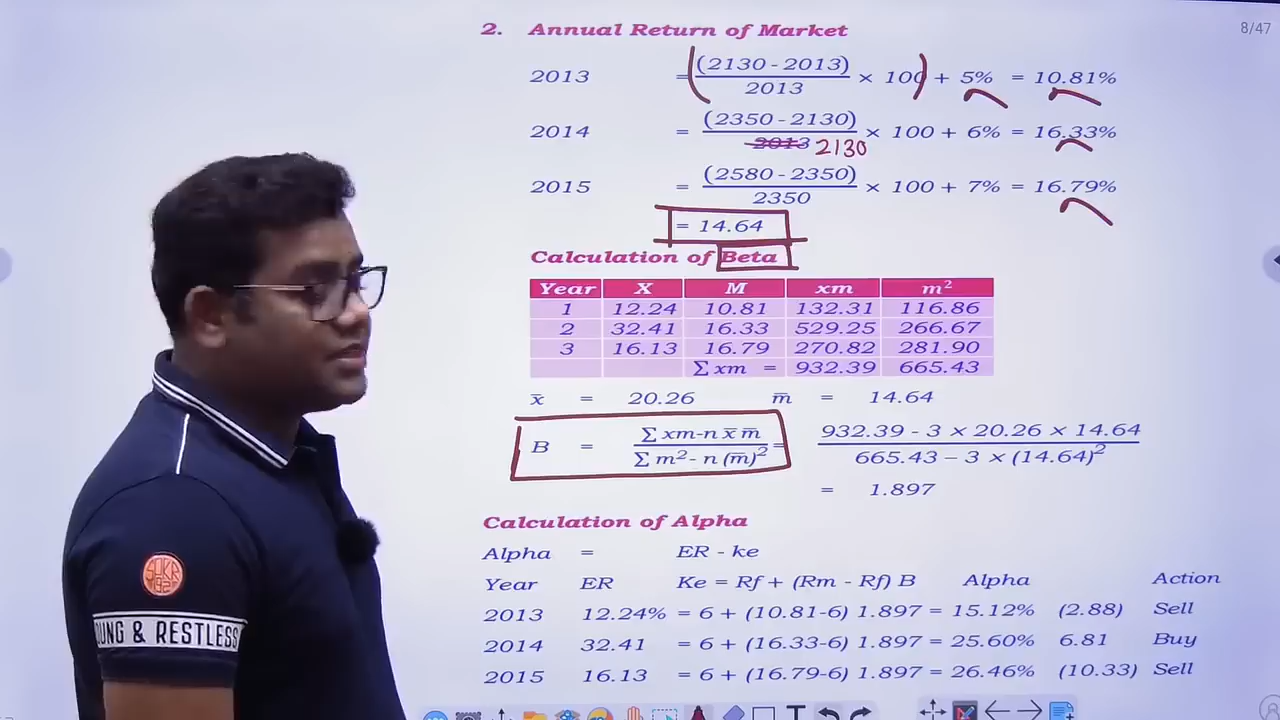 8/47
2. Annual Return of Market
2013 = (2130 - 2013) / 2013 × 100 + 5% = 10.81%
2014 = (2350 - 2130) / 2013 2130 × 100 + 6% = 16.33%
2015 = (2580 - 2350) / 2350 × 100 + 7% = 16.79%
= 14.64
Calculation of Beta
Year X M xm m²
1 12.24 10.81 132.31 116.86
2 32.41 16.33 529.25 266.67
3 16.13 16.79 270.82 281.90
Σ xm = 932.39 665.43
x̄ = 20.26 m̄ = 14.64
B = Σ xm-n x̄ m̄ / Σ m² - n (m̄)² = 932.39 - 3 × 20.26 × 14.64 / 665.43 – 3 × (14.64)²
= 1.897
Calculation of Alpha
Alpha = ER - ke
Year ER Ke = Rf + (Rm - Rf) B Alpha Action
2013 12.24% = 6 + (10.81-6) 1.897 = 15.12% (2.88) Sell
2014 32.41 = 6 + (16.33-6) 1.897 = 25.60% 6.81 Buy
2015 16.13 = 6 + (16.79-6) 1.897 = 26.46% (10.33) Sell
OUNG & RESTLESS